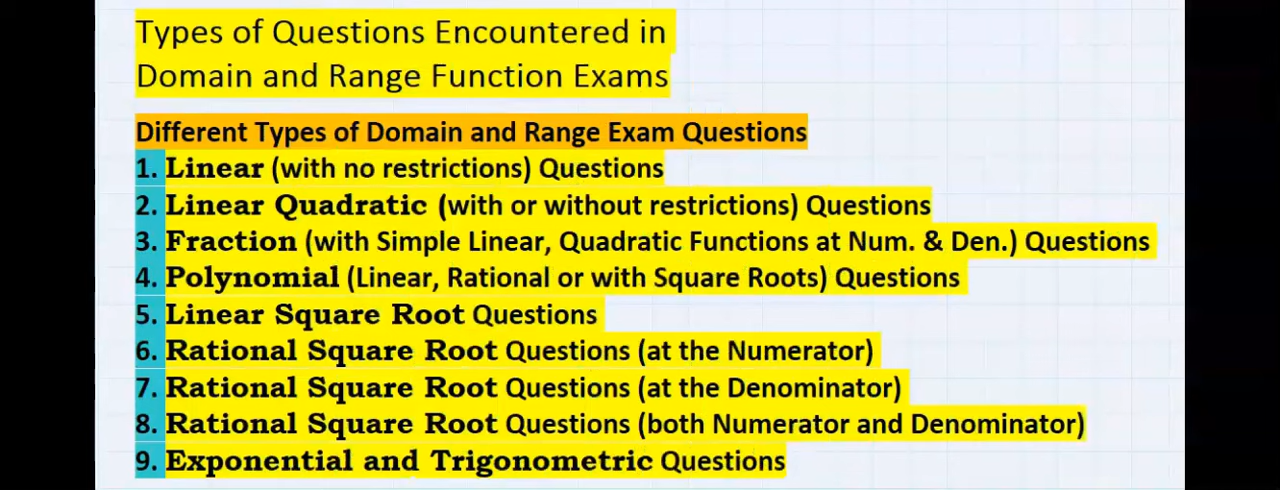 Types of Questions Encountered in
Domain and Range Function Exams
Different Types of Domain and Range Exam Questions
1. Linear (with no restrictions) Questions
2. Linear Quadratic (with or without restrictions) Questions
3. Fraction (with Simple Linear, Quadratic Functions at Num. & Den.) Questions
4. Polynomial (Linear, Rational or with Square Roots) Questions
5. Linear Square Root Questions
6. Rational Square Root Questions (at the Numerator)
7. Rational Square Root Questions (at the Denominator)
8. Rational Square Root Questions (both Numerator and Denominator)
9. Exponential and Trigonometric Questions